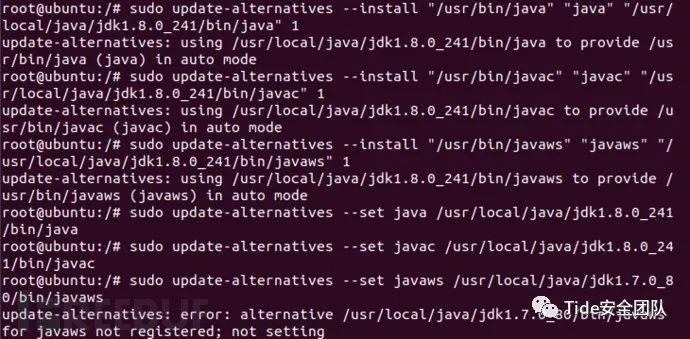 root@ubuntu:/# sudo update-alternatives --install "/usr/bin/java" "java" "/usr/
local/java/jdk1.8.0_241/bin/java" 1
update-alternatives: using /usr/local/java/jdk1.8.0_241/bin/java to provide /us
r/bin/java (java) in auto mode
root@ubuntu:/# sudo update-alternatives --install "/usr/bin/javac" "javac" "/us
r/local/java/jdk1.8.0_241/bin/javac" 1
update-alternatives: using /usr/local/java/jdk1.8.0_241/bin/javac to provide /u
sr/bin/javac (javac) in auto mode
root@ubuntu:/# sudo update-alternatives --install "/usr/bin/javaws" "javaws" "/
usr/local/java/jdk1.8.0_241/bin/javaws" 1
update-alternatives: using /usr/local/java/jdk1.8.0_241/bin/javaws to provide /
usr/bin/javaws (javaws) in auto mode
root@ubuntu:/# sudo update-alternatives --set java /usr/local/java/jdk1.8.0_241
/bin/java
root@ubuntu:/# sudo update-alternatives --set javac /usr/local/java/jdk1.8.0_24
1/bin/javac
root@ubuntu:/# sudo update-alternatives --set javaws /usr/local/java/jdk1.7.0_8
0/bin/javaws
update-alternatives: error: alternative /usr/local/java/jdk1.7.0_80/bin/javaws
for javaws not registered; not setting
Tide安全团队